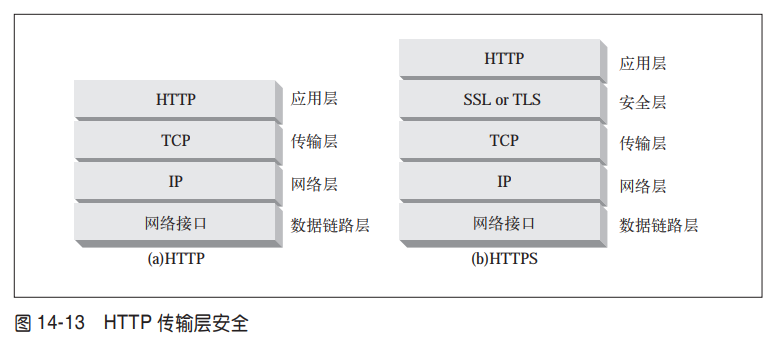 HTTP 应用层
TCP 传输层
IP 网络层
网络接口 数据链路层
(a)HTTP
HTTP 应用层
SSL or TLS 安全层
TCP 传输层
IP 网络层
网络接口 数据链路层
(b)HTTPS
图 14-13 HTTP 传输层安全